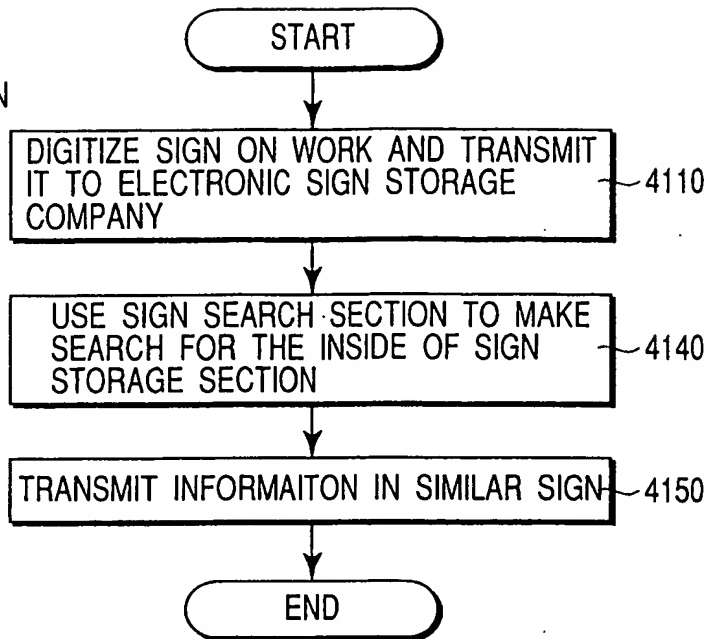 START
N
DIGITIZE SIGN ON WORK AND TRANSMIT
IT TO ELECTRONIC SIGN STORAGE
COMPANY
4110
USE SIGN SEARCH SECTION TO MAKE
SEARCH FOR THE INSIDE OF SIGN
STORAGE SECTION
4140
TRANSMIT INFORMAITON IN SIMILAR SIGN
4150
END